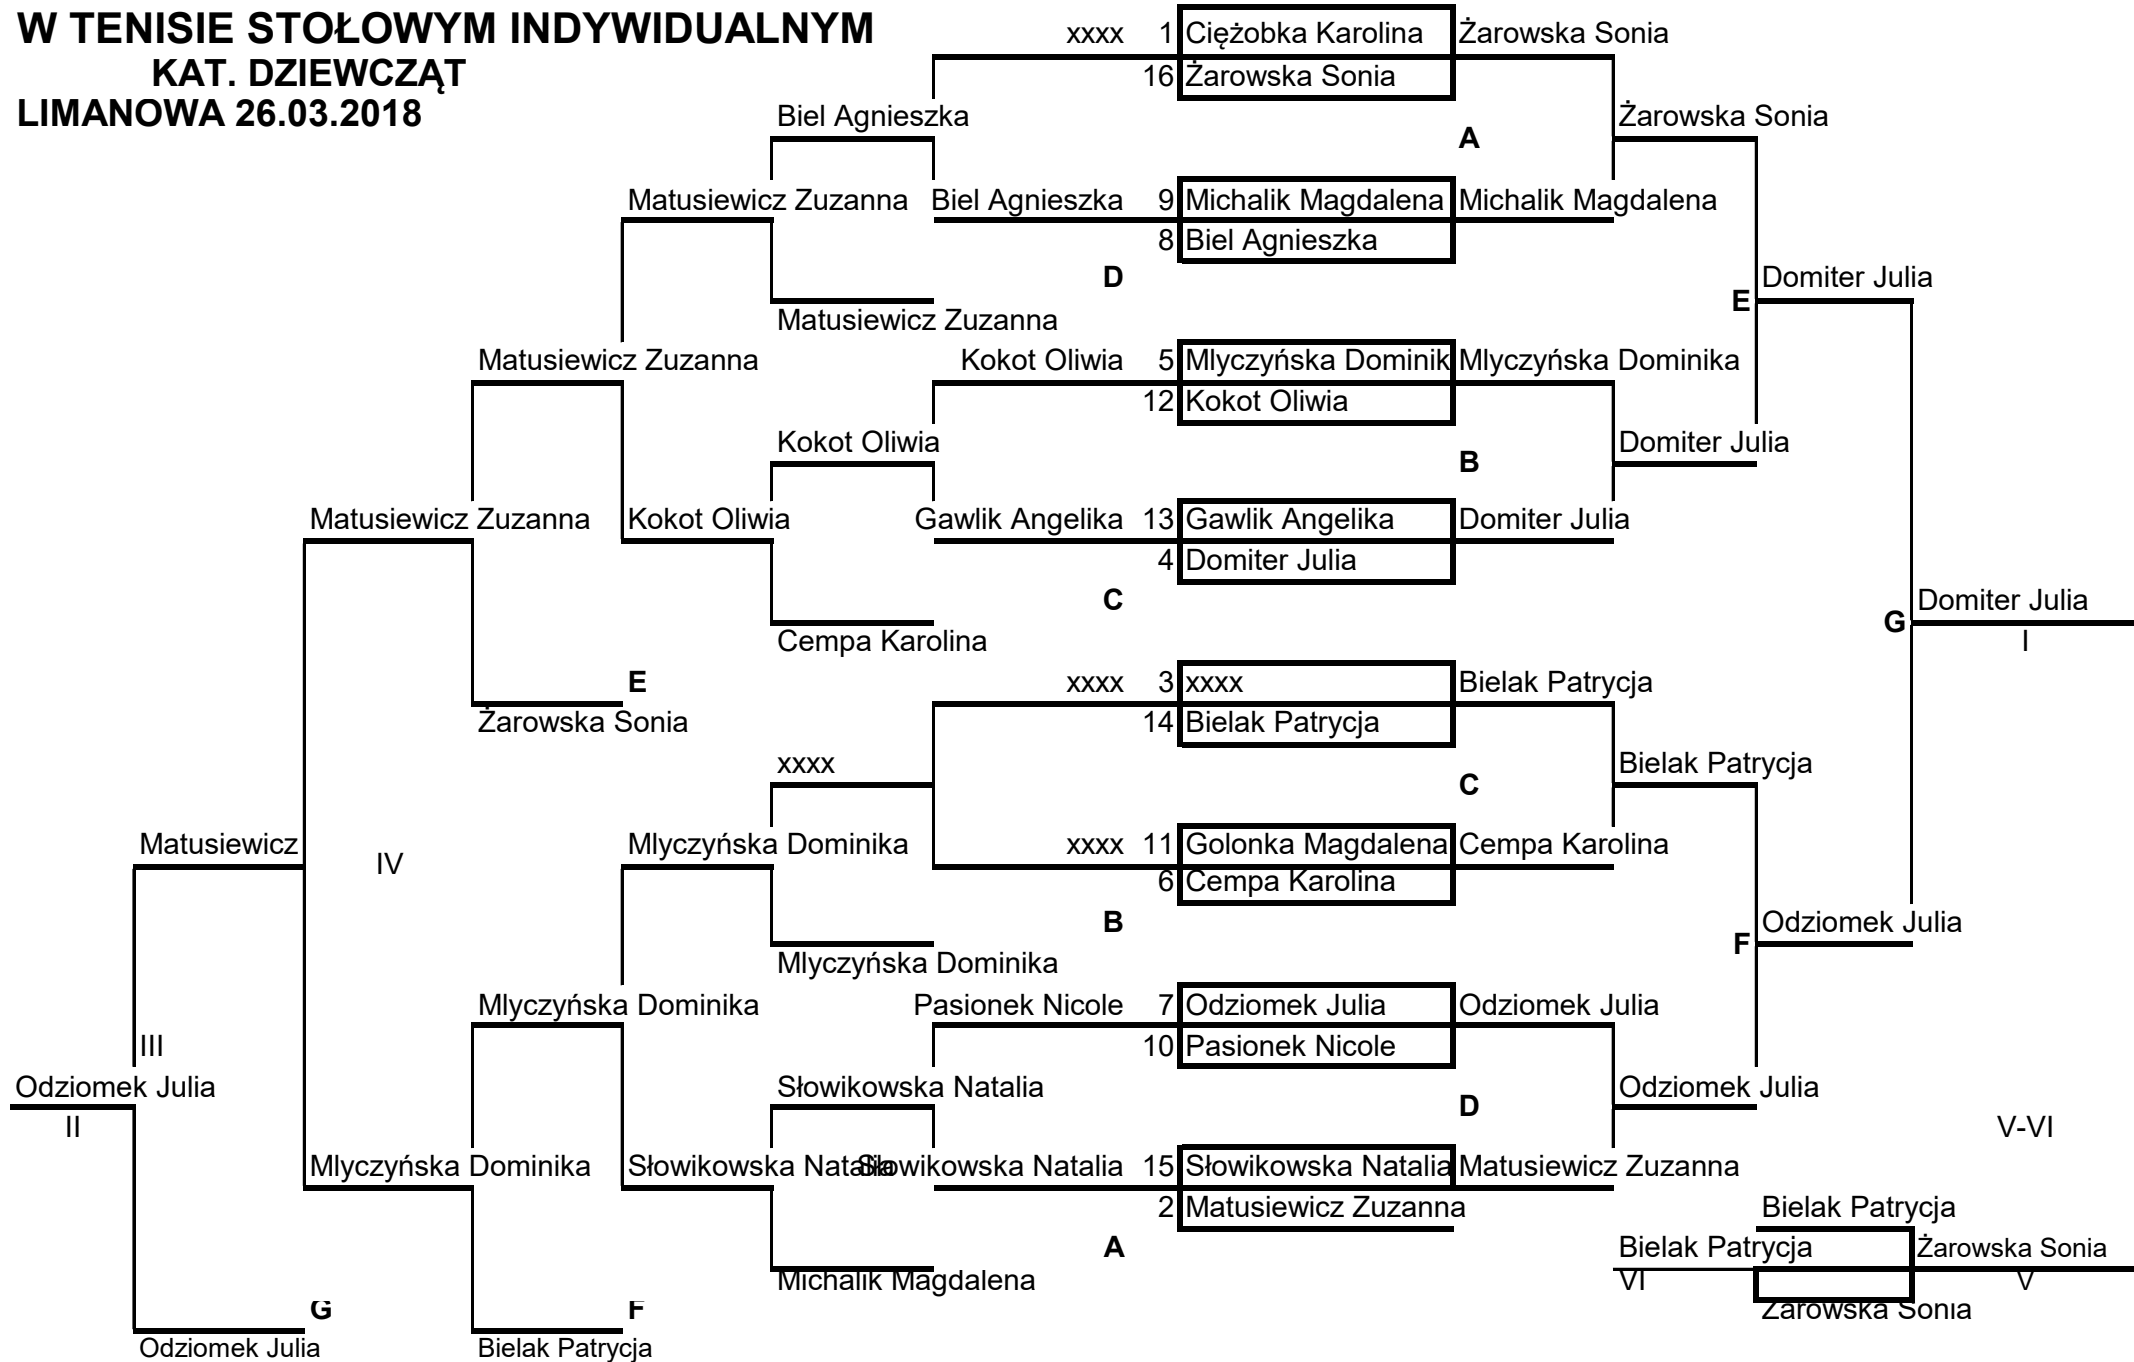 W TENISIE STOŁOWYM INDYWIDUALNYM
KAT. DZIEWCZĄT
LIMANOWA 26.03.2018
xxxx 1 Ciężobka Karolina Żarowska Sonia
16 Żarowska Sonia
Biel Agnieszka Żarowska Sonia
A
Matusiewicz Zuzanna Biel Agnieszka 9 Michalik Magdalena Michalik Magdalena
8 Biel Agnieszka
D Domiter Julia
E
Matusiewicz Zuzanna
Matusiewicz Zuzanna Kokot Oliwia 5 Mlyczyńska Dominik Mlyczyńska Dominika
12 Kokot Oliwia
Kokot Oliwia Domiter Julia
B
Matusiewicz Zuzanna Kokot Oliwia Gawlik Angelika 13 Gawlik Angelika Domiter Julia
4 Domiter Julia
C Domiter Julia
G
Cempa Karolina I
E xxxx 3 xxxx Bielak Patrycja
Żarowska Sonia 14 Bielak Patrycja
xxxx Bielak Patrycja
C
Matusiewicz Mlyczyńska Dominika xxxx 11 Golonka Magdalena Cempa Karolina
IV
6 Cempa Karolina
B Odziomek Julia
F
Mlyczyńska Dominika
Mlyczyńska Dominika Pasionek Nicole 7 Odziomek Julia Odziomek Julia
III 10 Pasionek Nicole
Odziomek Julia Słowikowska Natalia Odziomek Julia
D
II V-VI
Mlyczyńska Dominika Słowikowska Natalia Słowikowska Natalia 15 Słowikowska Natalia Matusiewicz Zuzanna
2 Matusiewicz Zuzanna Bielak Patrycja
A Bielak Patrycja Żarowska Sonia
Michalik Magdalena VI V
G F Żarowska Sonia
Odziomek Julia Bielak Patrycja